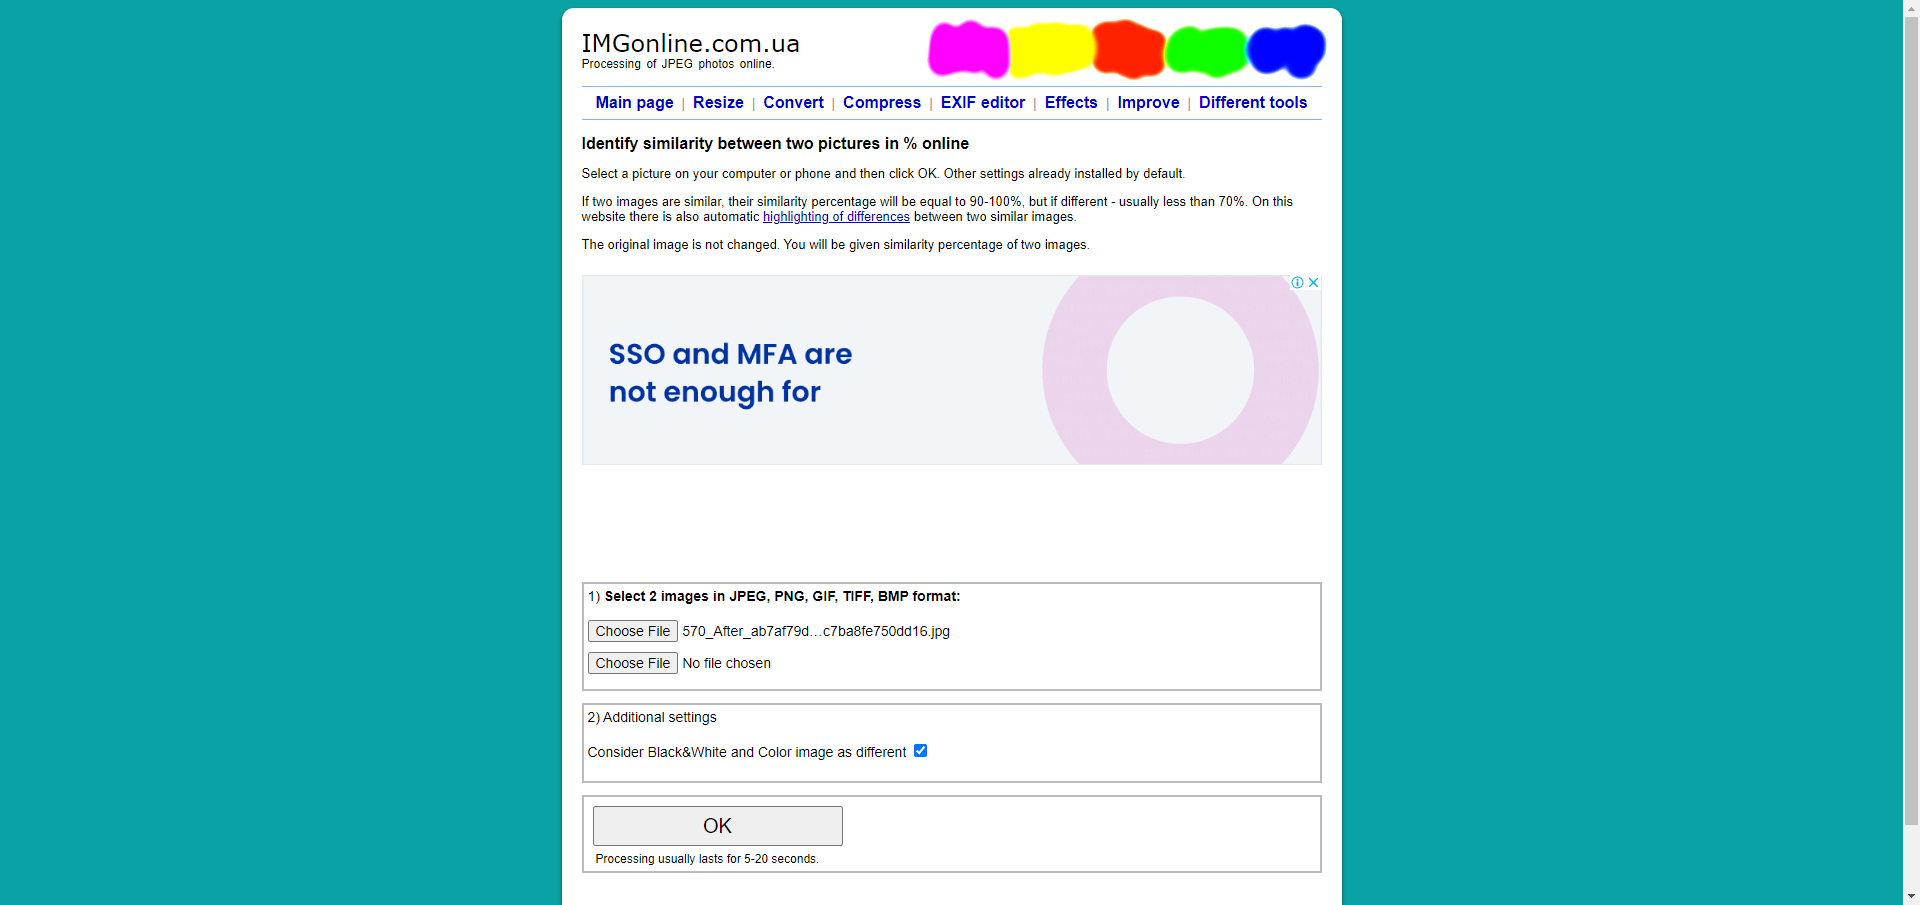 IMGonline.com.ua
Processing of JPEG photos online.
Main page | Resize | Convert | Compress | EXIF editor | Effects | Improve | Different tools
Identify similarity between two pictures in % online
Select a picture on your computer or phone and then click OK. Other settings already installed by default.
If two images are similar, their similarity percentage will be equal to 90-100%, but if different - usually less than 70%. On this
website there is also automatic highlighting of differences between two similar images.
The original image is not changed. You will be given similarity percentage of two images.
SSO and MFA are
not enough for
1) Select 2 images in JPEG, PNG, GIF, TIFF, BMP format:
Choose File 570_After_ab7af79d…c7ba8fe750dd16.jpg
Choose File No file chosen
2) Additional settings
Consider Black&White and Color image as different
OK
Processing usually lasts for 5-20 seconds.